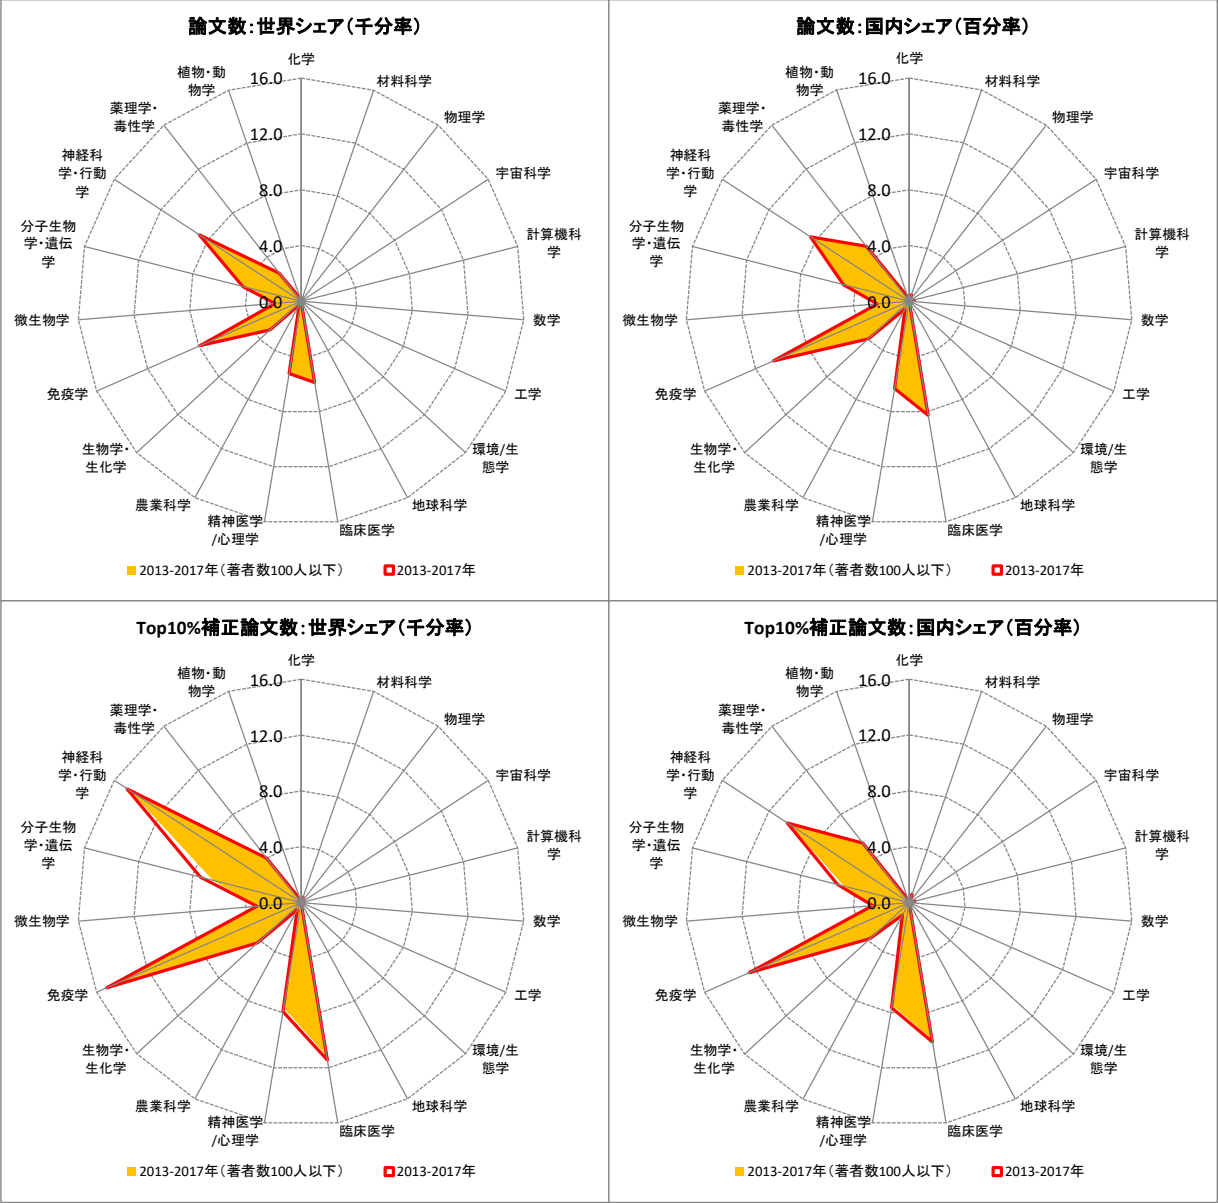 論文数：世界シェア（千分率）
化学
材料科学
物理学
宇宙科学
計算機科
学
数学
工学
環境/生
態学
地球科学
臨床医学
精神医学
/心理学
農業科学
生物学・
生化学
免疫学
微生物学
分子生物
学・遺伝
学
神経科
学・行動
学
薬理学・
毒性学
植物・動
物学
16.0
12.0
8.0
4.0
0.0
2013-2017年（著者数100人以下）
2013-2017年
論文数：国内シェア（百分率）
化学
材料科学
物理学
宇宙科学
計算機科
学
数学
工学
環境/生
態学
地球科学
臨床医学
精神医学
/心理学
農業科学
生物学・
生化学
免疫学
微生物学
分子生物
学・遺伝
学
神経科
学・行動
学
薬理学・
毒性学
植物・動
物学
16.0
12.0
8.0
4.0
0.0
2013-2017年（著者数100人以下）
2013-2017年
Top10%補正論文数：世界シェア（千分率）
化学
材料科学
物理学
宇宙科学
計算機科
学
数学
工学
環境/生
態学
地球科学
臨床医学
精神医学
/心理学
農業科学
生物学・
生化学
免疫学
微生物学
分子生物
学・遺伝
学
神経科
学・行動
学
薬理学・
毒性学
植物・動
物学
16.0
12.0
8.0
4.0
0.0
2013-2017年（著者数100人以下）
2013-2017年
Top10%補正論文数：国内シェア（百分率）
化学
材料科学
物理学
宇宙科学
計算機科
学
数学
工学
環境/生
態学
地球科学
臨床医学
精神医学
/心理学
農業科学
生物学・
生化学
免疫学
微生物学
分子生物
学・遺伝
学
神経科
学・行動
学
薬理学・
毒性学
植物・動
物学
16.0
12.0
8.0
4.0
0.0
2013-2017年（著者数100人以下）
2013-2017年